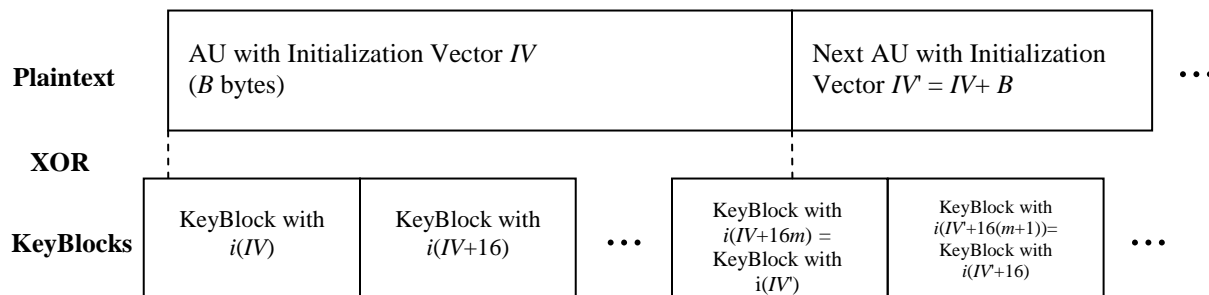 AU with Initialization Vector IV
(B bytes)
Next AU with Initialization
Vector IV' = IV+ B
Plaintext
...
XOR
KeyBlocks
KeyBlock with
i(IV)
KeyBlock with
i(IV+16)
...
KeyBlock with
i(IV+16m) =
KeyBlock with
i(IV')
KeyBlock with
i(IV'+16(m+1))=
KeyBlock with
i(IV'+16)
...